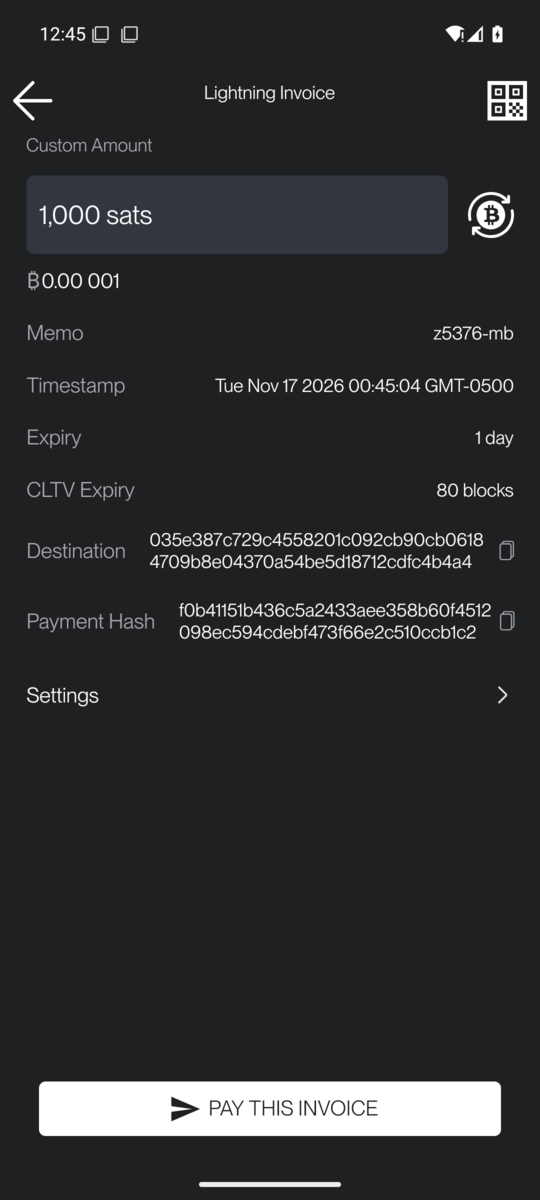 12:45
Lightning Invoice
Custom Amount
1,000 sats
₿0.00 001
Memo z5376-mb
Timestamp Tue Nov 17 2026 00:45:04 GMT-0500
Expiry 1 day
CLTV Expiry 80 blocks
Destination 035e387c729c4558201c092cb90cb0618
4709b8e04370a54be5d18712cdfc4b4a4
Payment Hash f0b41151b436c5a2433aee358b60f4512
098ec594cdebf473f66e2c510ccb1c2
Settings
PAY THIS INVOICE